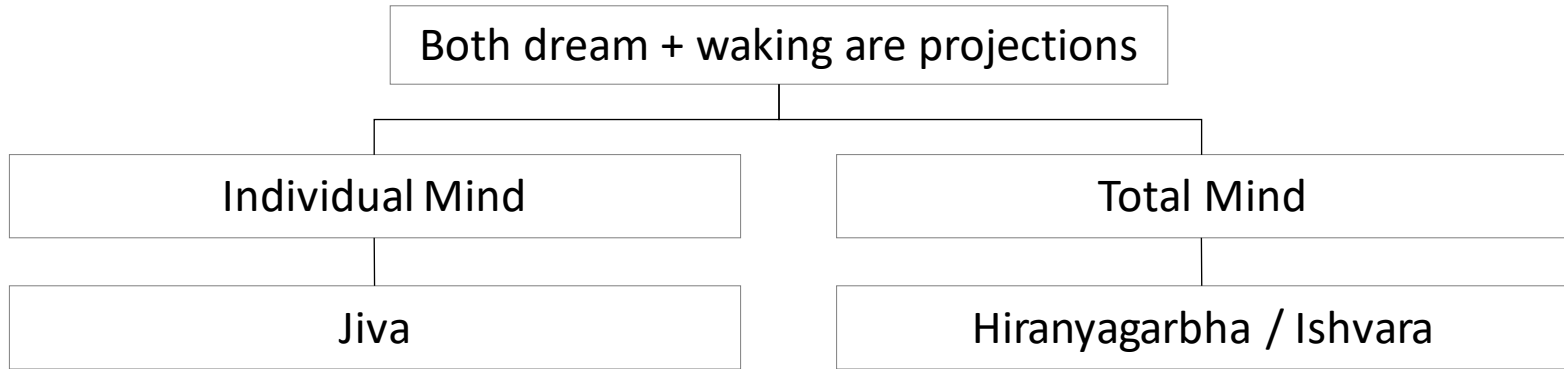 Both dream + waking are projections
Individual Mind
Total Mind
Jiva
Hiranyagarbha / Ishvara